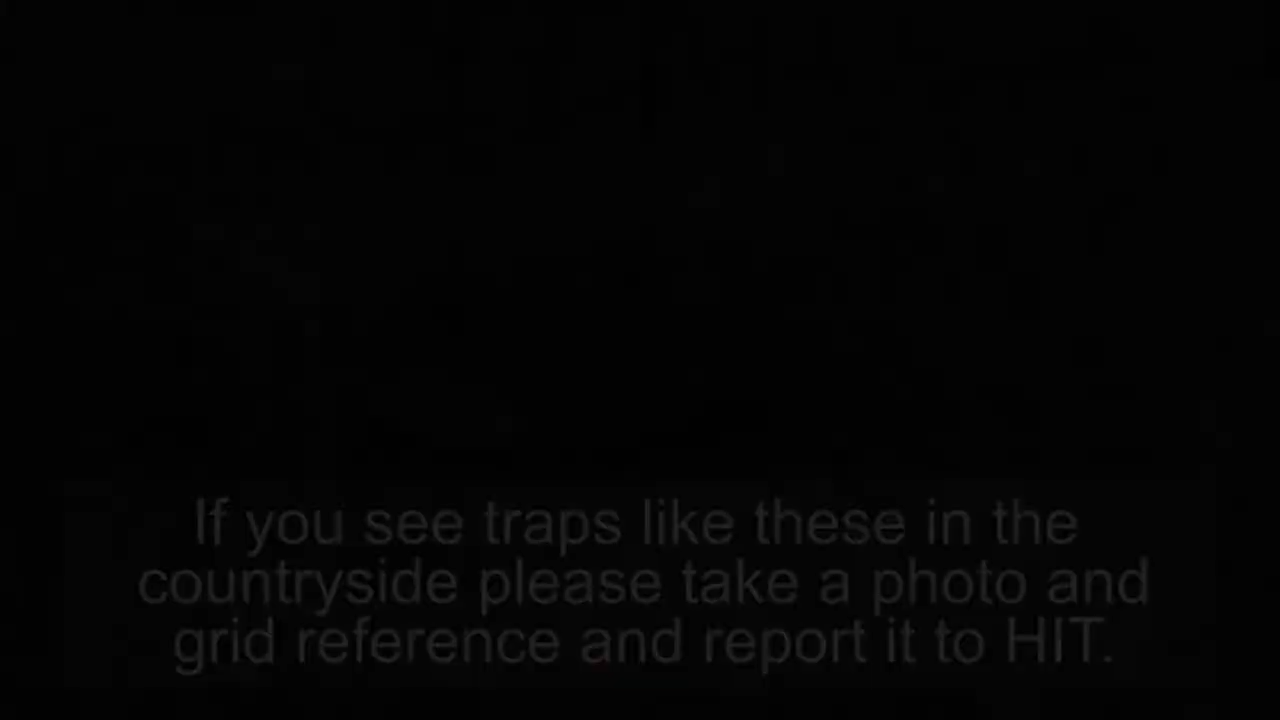 If you see traps like these in the
countryside please take a photo and
grid reference and report it to HIT.